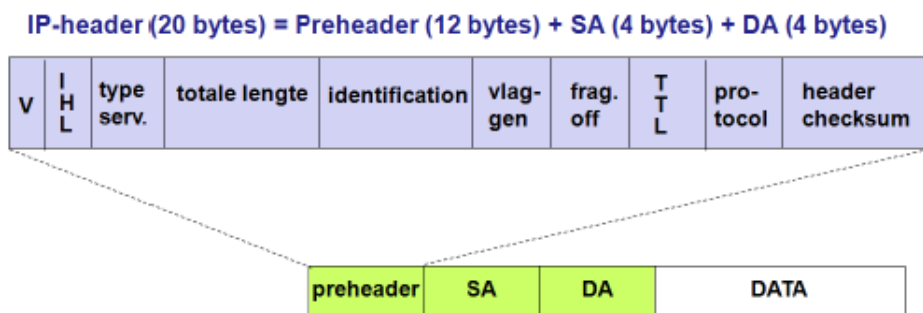 IP-header (20 bytes) = Preheader (12 bytes) + SA (4 bytes) + DA (4 bytes)
V
I
H
L
type
serv.
totale lengte
identification
vlag-
gen
frag.
off
T
T
L
pro-
tocol
header
checksum
preheader
SA
DA
DATA